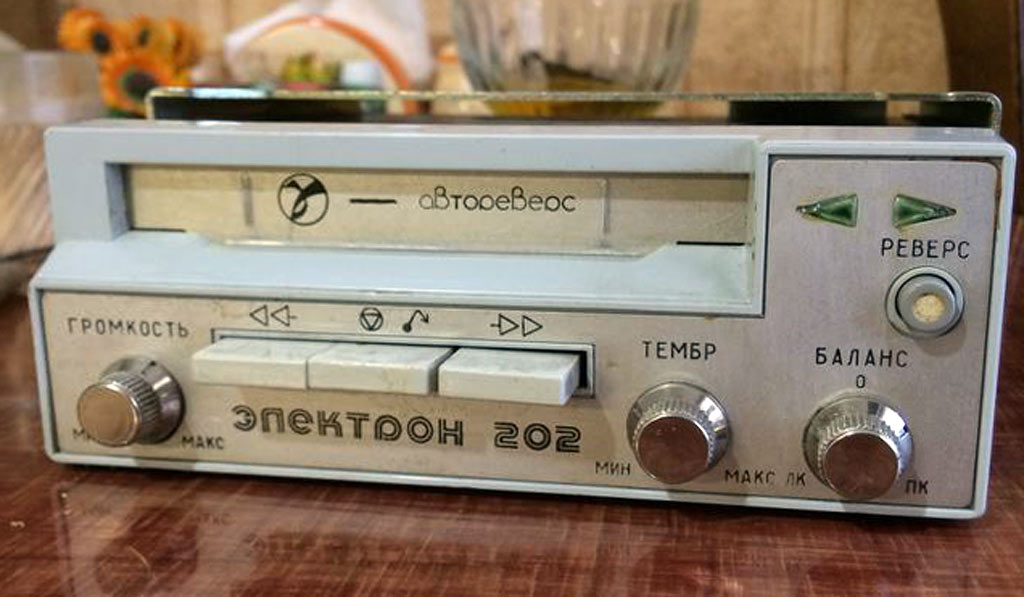 автореверс
РЕВЕРС
ГРОМКОСТЬ
ТЕМБР
БАЛАНС
0
МАКС
ЭЛЕКТРОН 202
МИН
МАКС
ЛК
ПК